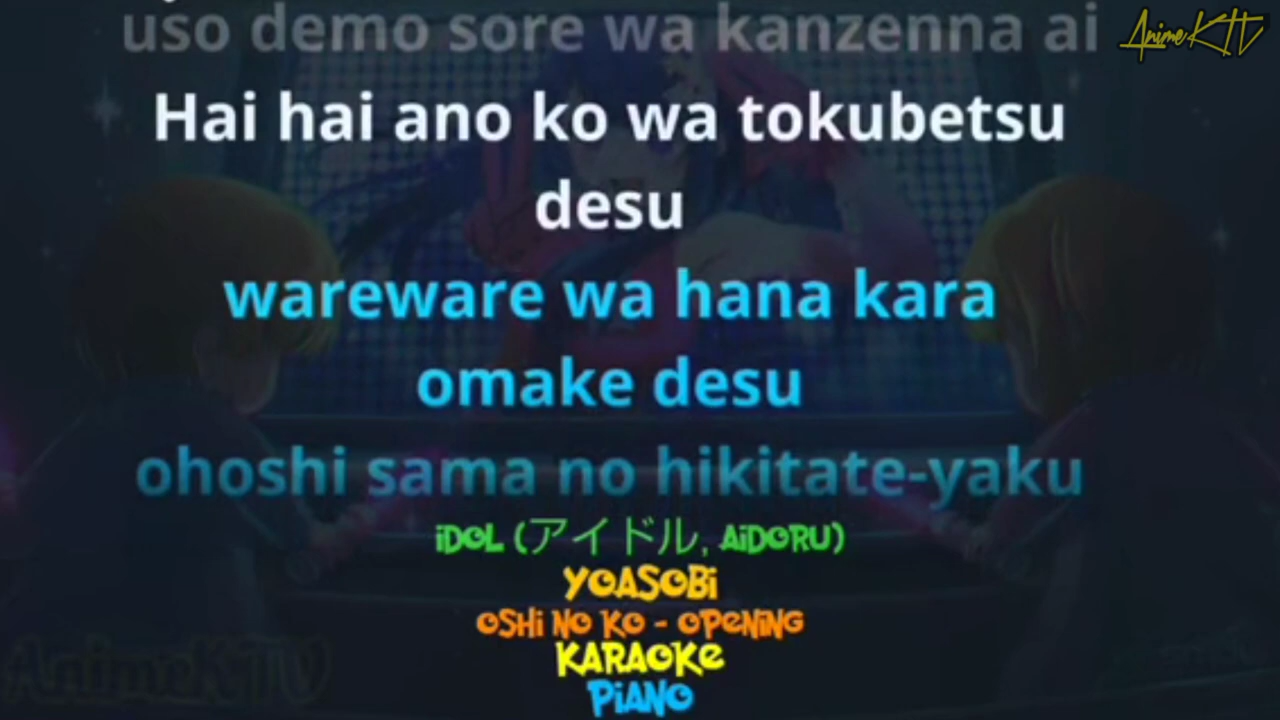 uso demo sore wa kanzenna ai
AnimeKTV
Hai hai ano ko wa tokubetsu
desu
wareware wa hana kara
omake desu
ohoshi sama no hikitate-yaku
iDOL (アイドル, AiDORU)
YOASOBi
OSHi NO KO - OPENiNG
KARAOKe
PiANO
AnimeKTV